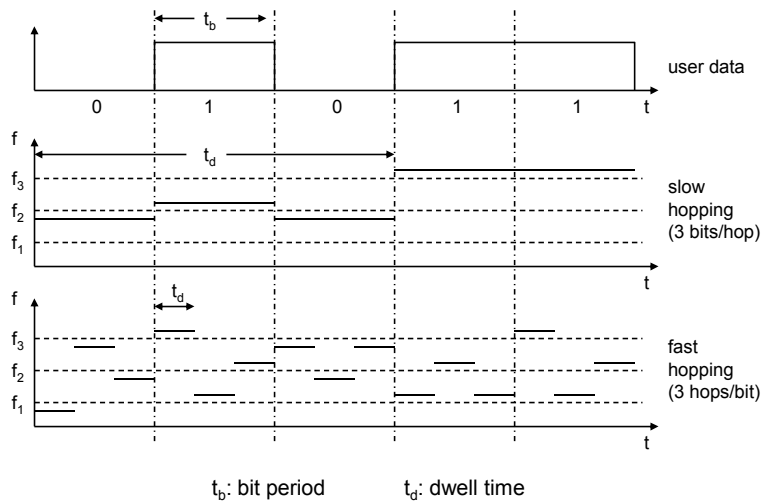 t_b
user data
0 1 0 1 1 t
f
t_d
f_3
f_2
f_1
slow
hopping
(3 bits/hop)
t
f
t_d
f_3
f_2
f_1
fast
hopping
(3 hops/bit)
t
t_b: bit period t_d: dwell time